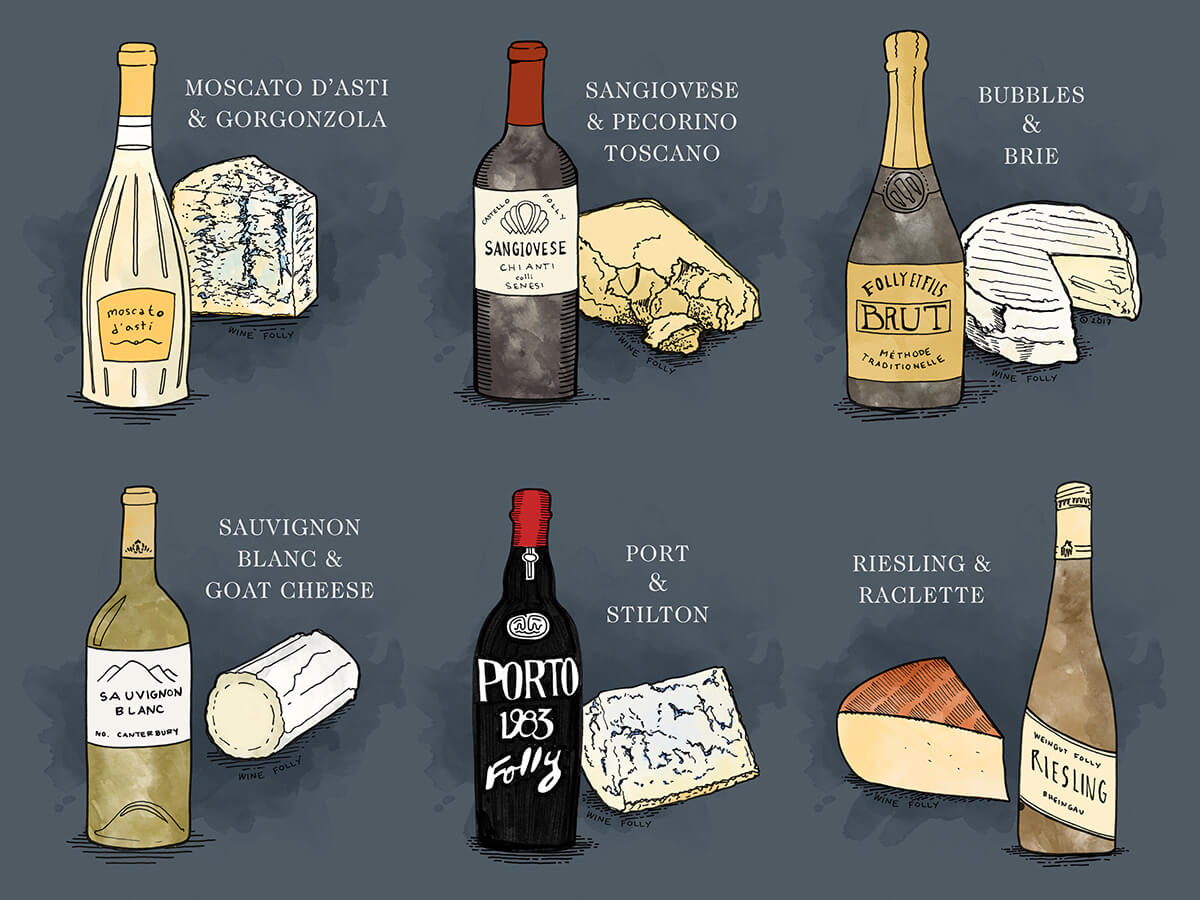 MOSCATO D'ASTI
& GORGONZOLA
moscato
d'asti
WINE FOLLY
SANGIOVESE
& PECORINO
TOSCANO
CASTELLO FOLLY
SANGIOVESE
CHIANTI
colli
SENESI
WINE FOLLY
BUBBLES
&
BRIE
FOLLY ET FILS
BRUT
MÉTHODE
TRADITIONELLE
© 2017
WINE FOLLY
SAUVIGNON
BLANC &
GOAT CHEESE
SAUVIGNON
BLANC
NO. CANTERBURY
WINE FOLLY
PORT
&
STILTON
PORTO
1983
Folly
WINE FOLLY
RIESLING &
RACLETTE
WINE FOLLY
WEINGUT FOLLY
RIESLING
RHEINGAU